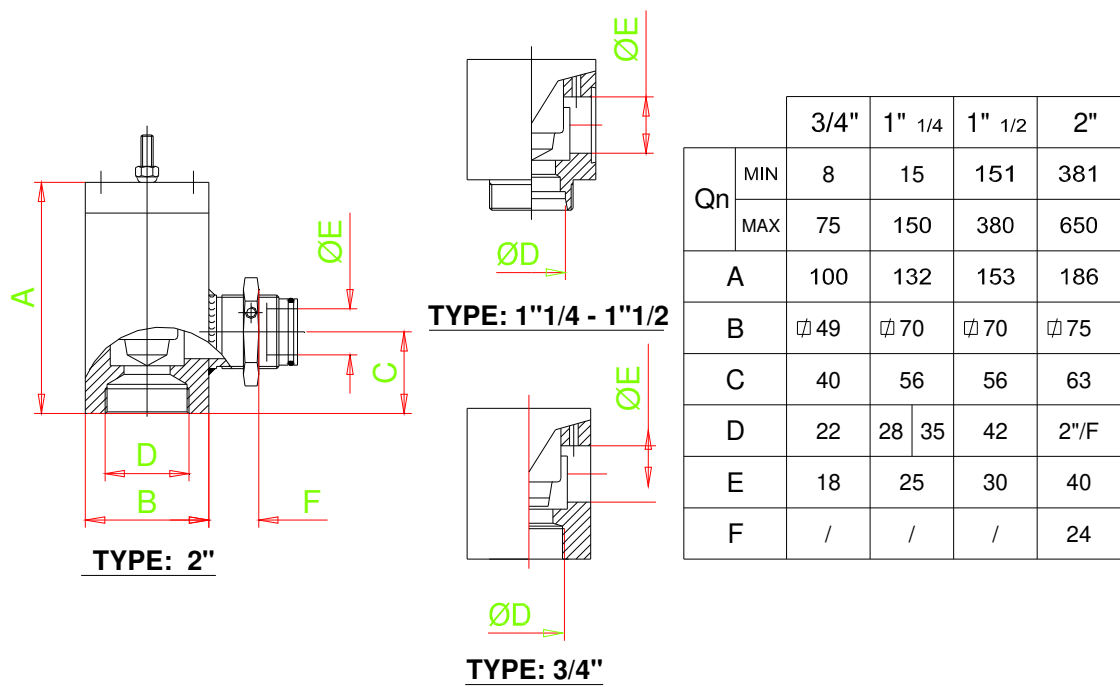 ØE
ØD
TYPE: 1"1/4 - 1"1/2
A
ØE
C
D
B
F
TYPE: 2"
ØE
ØD
TYPE: 3/4"
3/4" 1" 1/4 1" 1/2 2"
Qn MIN 8 15 151 381
MAX 75 150 380 650
A 100 132 153 186
B 49 70 70 75
C 40 56 56 63
D 22 28 35 42 2"/F
E 18 25 30 40
F / / / 24